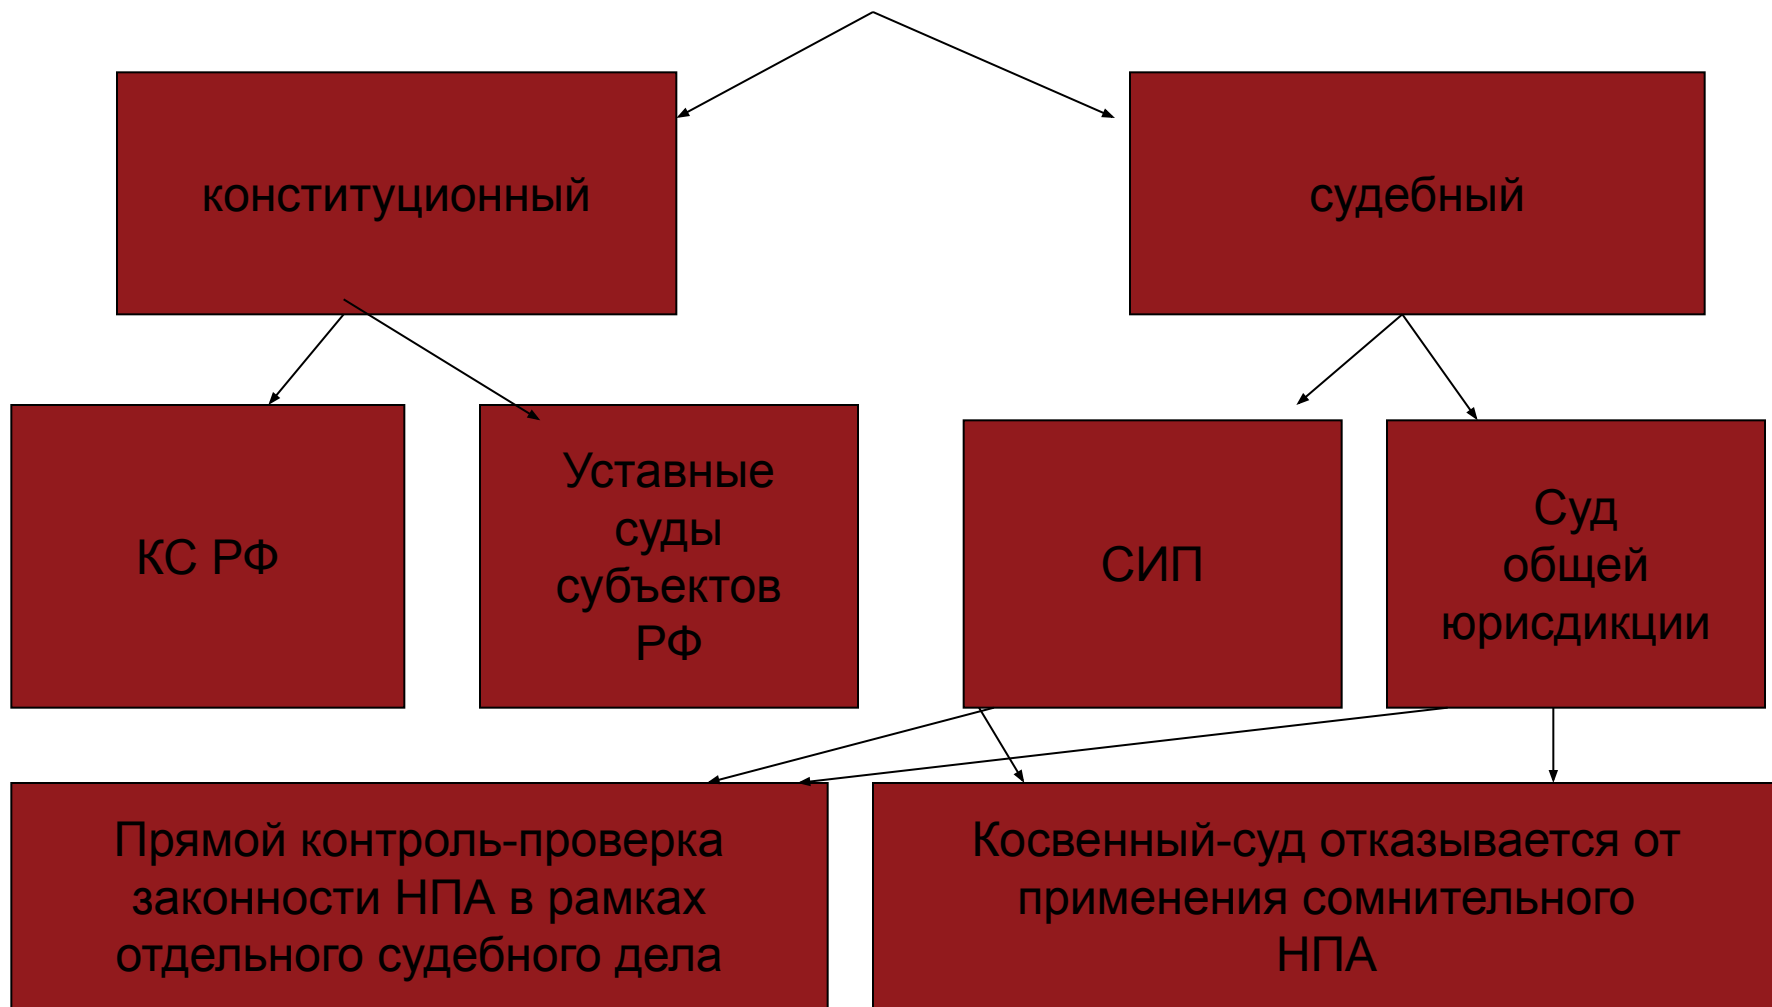 конституционный
судебный
КС РФ
Уставные
суды
субъектов
РФ
СИП
Суд
общей
юрисдикции
Прямой контроль-проверка
законности НПА в рамках
отдельного судебного дела
Косвенный-суд отказывается от
применения сомнительного
НПА